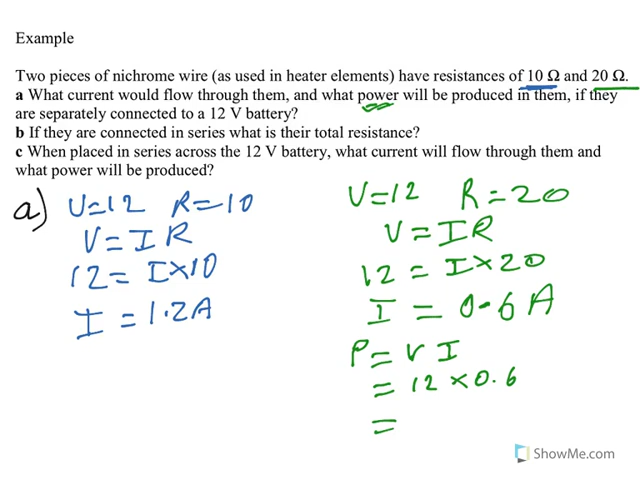 Example
Two pieces of nichrome wire (as used in heater elements) have resistances of 10 Ω and 20 Ω.
a What current would flow through them, and what power will be produced in them, if they
are separately connected to a 12 V battery?
b If they are connected in series what is their total resistance?
c When placed in series across the 12 V battery, what current will flow through them and
what power will be produced?
a) V=12 R=10
V=IR
12=I×10
I=1.2A
V=12 R=20
V=IR
12=I×20
I=0.6A
P=VI
=12×0.6
=
ShowMe.com